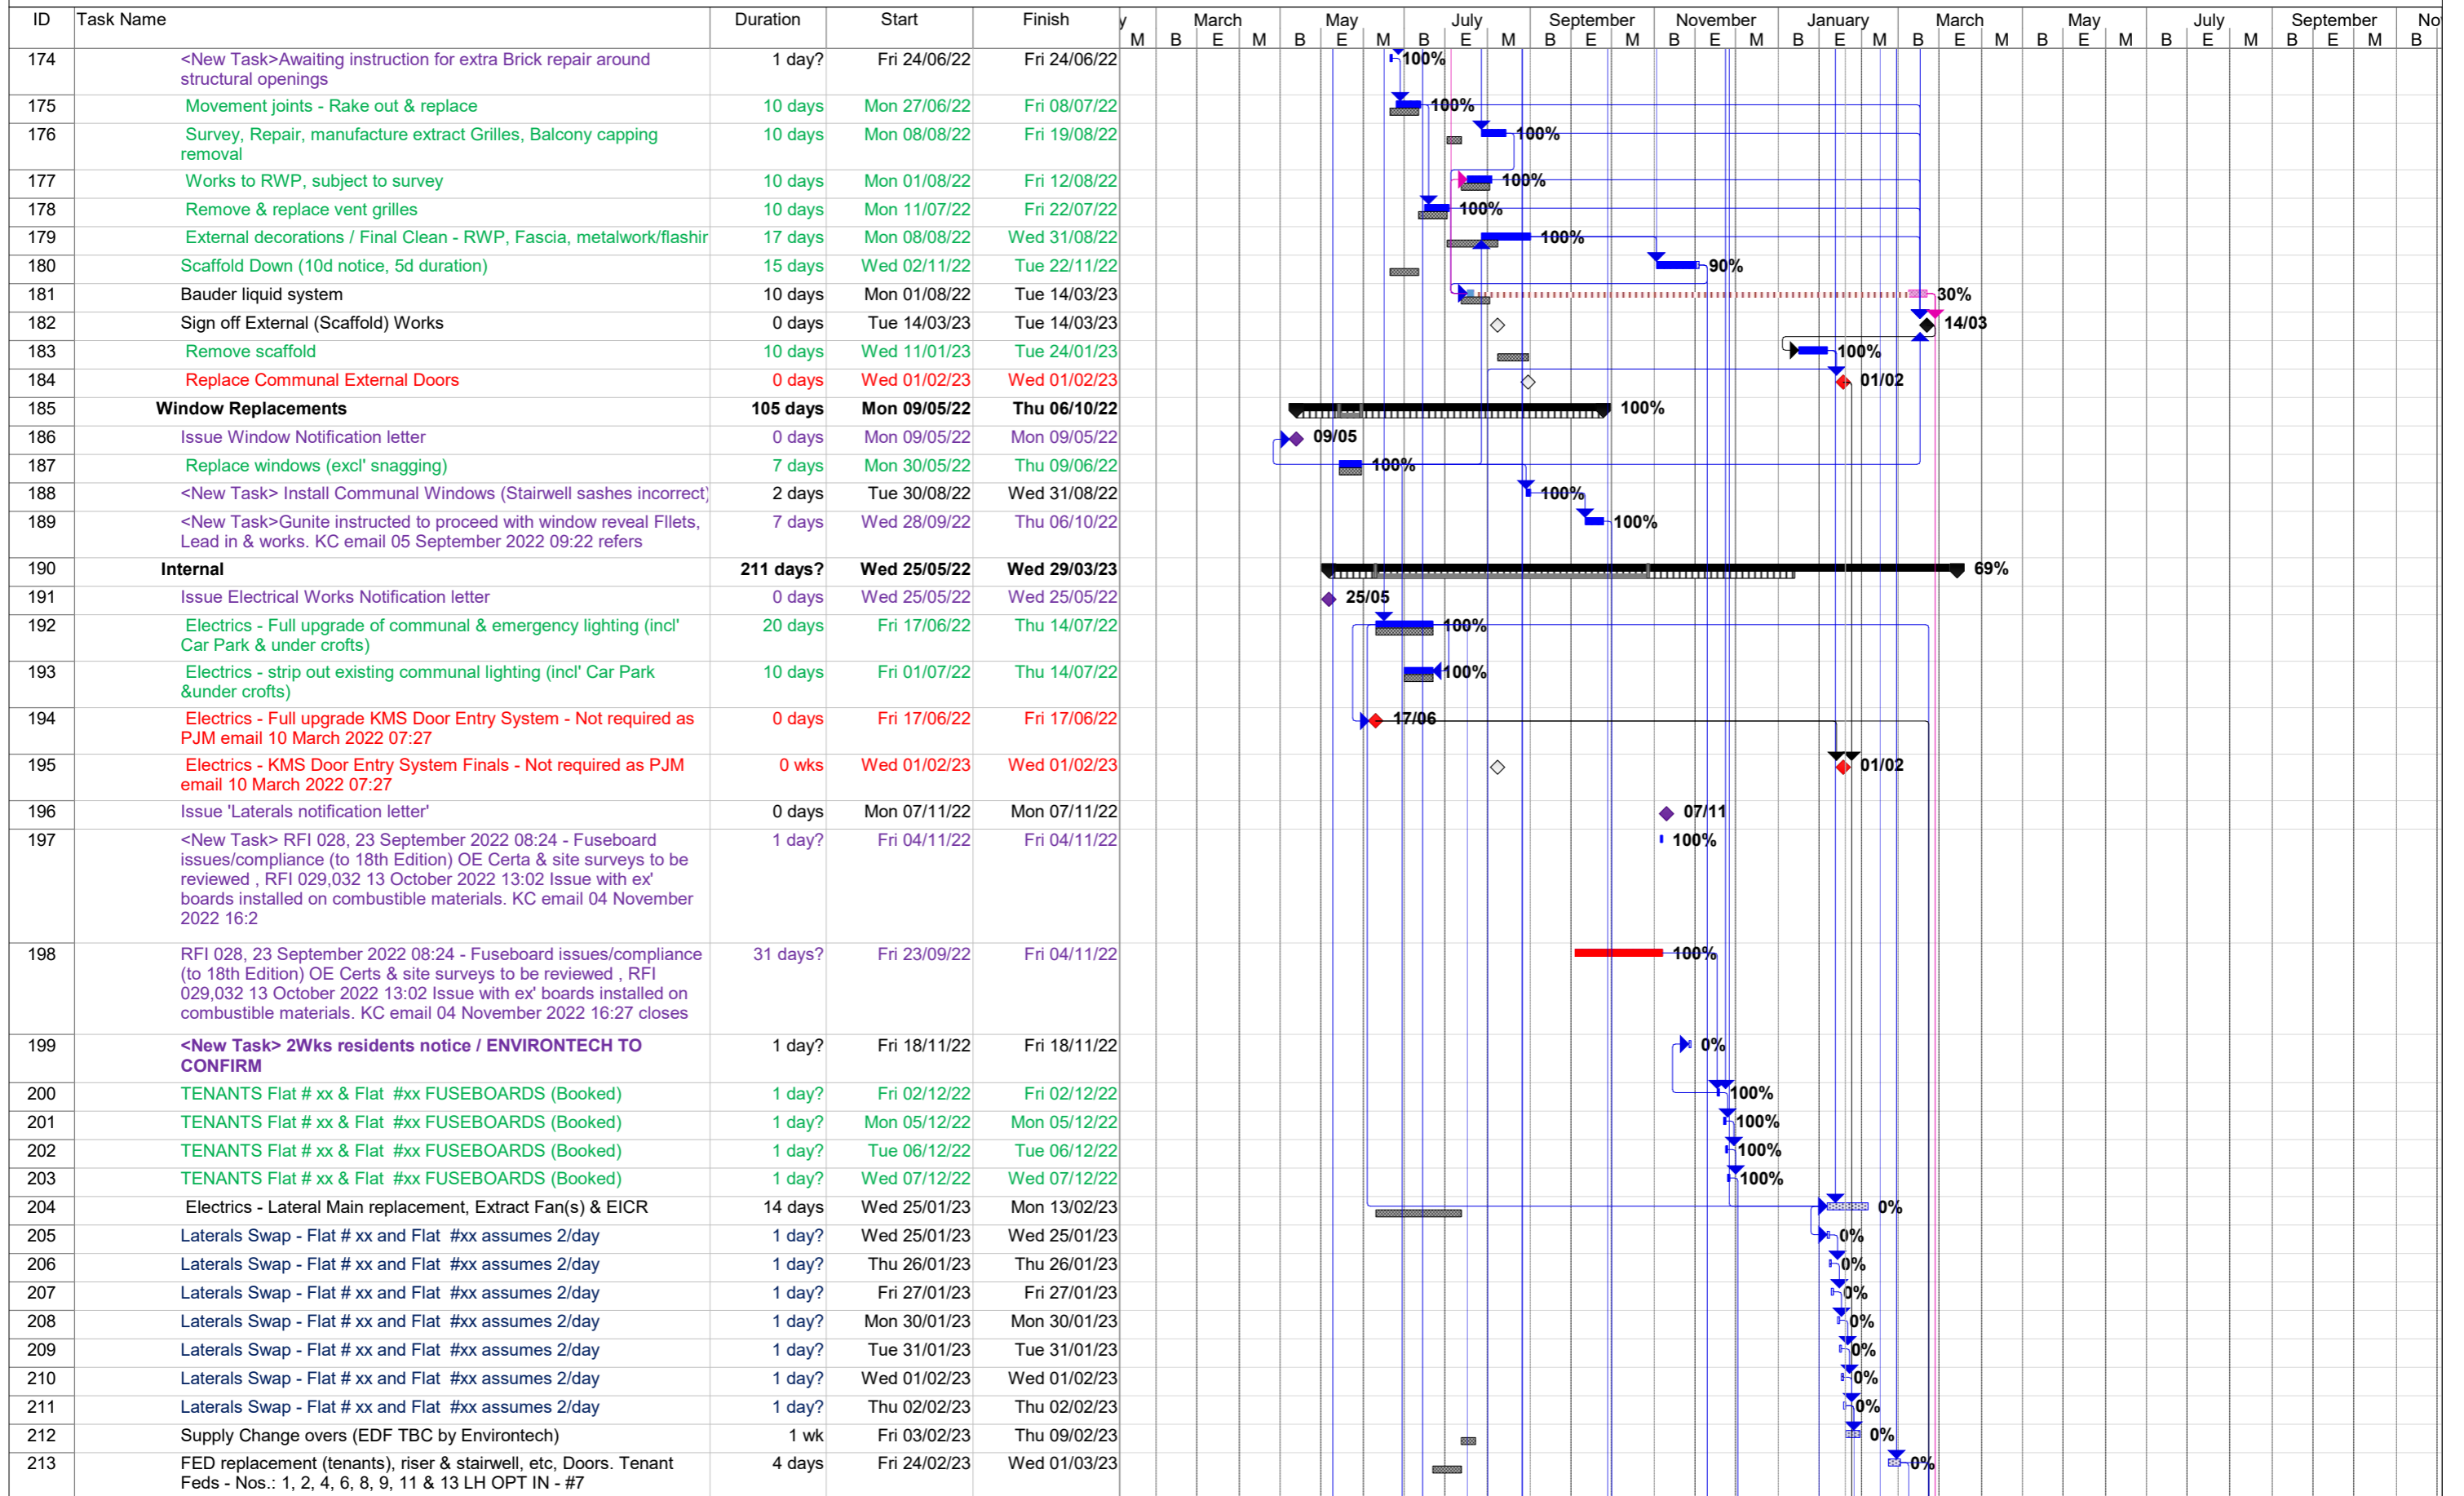 ID Task Name Duration Start Finish March May July September November January March May July September
M B E M B E M B E M B E M B E M B E M B E M B E M B E M B E M B
174 <New Task>Awaiting instruction for extra Brick repair around 1 day? Fri 24/06/22 Fri 24/06/22 100%
structural openings
175 Movement joints - Rake out & replace 10 days Mon 27/06/22 Fri 08/07/22 100%
176 Survey, Repair, manufacture extract Grilles, Balcony capping 10 days Mon 08/08/22 Fri 19/08/22 100%
removal
177 Works to RWP, subject to survey 10 days Mon 01/08/22 Fri 12/08/22 100%
178 Remove & replace vent grilles 10 days Mon 11/07/22 Fri 22/07/22 100%
179 External decorations / Final Clean - RWP, Fascia, metalwork/flashir 17 days Mon 08/08/22 Wed 31/08/22 100%
180 Scaffold Down (10d notice, 5d duration) 15 days Wed 02/11/22 Tue 22/11/22 90%
181 Bauder liquid system 10 days Mon 01/08/22 Tue 14/03/23 30%
182 Sign off External (Scaffold) Works 0 days Tue 14/03/23 Tue 14/03/23 14/03
183 Remove scaffold 10 days Wed 11/01/23 Tue 24/01/23 100%
184 Replace Communal External Doors 0 days Wed 01/02/23 Wed 01/02/23 01/02
185 Window Replacements 105 days Mon 09/05/22 Thu 06/10/22 100%
186 Issue Window Notification letter 0 days Mon 09/05/22 Mon 09/05/22 09/05
187 Replace windows (excl' snagging) 7 days Mon 30/05/22 Thu 09/06/22 100%
188 <New Task> Install Communal Windows (Stairwell sashes incorrect) 2 days Tue 30/08/22 Wed 31/08/22 100%
189 <New Task>Gunite instructed to proceed with window reveal FIlets, 7 days Wed 28/09/22 Thu 06/10/22 100%
Lead in & works. KC email 05 September 2022 09:22 refers
190 Internal 211 days? Wed 25/05/22 Wed 29/03/23 69%
191 Issue Electrical Works Notification letter 0 days Wed 25/05/22 Wed 25/05/22 25/05
192 Electrics - Full upgrade of communal & emergency lighting (incl' 20 days Fri 17/06/22 Thu 14/07/22 100%
Car Park & under crofts)
193 Electrics - strip out existing communal lighting (incl' Car Park 10 days Fri 01/07/22 Thu 14/07/22 100%
&under crofts)
194 Electrics - Full upgrade KMS Door Entry System - Not required as 0 days Fri 17/06/22 Fri 17/06/22 17/06
PJM email 10 March 2022 07:27
195 Electrics - KMS Door Entry System Finals - Not required as PJM 0 wks Wed 01/02/23 Wed 01/02/23 01/02
email 10 March 2022 07:27
196 Issue 'Laterals notification letter' 0 days Mon 07/11/22 Mon 07/11/22 07/11
197 <New Task> RFI 028, 23 September 2022 08:24 - Fuseboard 1 day? Fri 04/11/22 Fri 04/11/22 100%
issues/compliance (to 18th Edition) OE Certa & site surveys to be
reviewed , RFI 029,032 13 October 2022 13:02 Issue with ex'
boards installed on combustible materials. KC email 04 November
2022 16:2
198 RFI 028, 23 September 2022 08:24 - Fuseboard issues/compliance 31 days? Fri 23/09/22 Fri 04/11/22 100%
(to 18th Edition) OE Certs & site surveys to be reviewed , RFI
029,032 13 October 2022 13:02 Issue with ex' boards installed on
combustible materials. KC email 04 November 2022 16:27 closes
199 <New Task> 2Wks residents notice / ENVIRONTECH TO 1 day? Fri 18/11/22 Fri 18/11/22 0%
CONFIRM
200 TENANTS Flat # xx & Flat #xx FUSEBOARDS (Booked) 1 day? Fri 02/12/22 Fri 02/12/22 100%
201 TENANTS Flat # xx & Flat #xx FUSEBOARDS (Booked) 1 day? Mon 05/12/22 Mon 05/12/22 100%
202 TENANTS Flat # xx & Flat #xx FUSEBOARDS (Booked) 1 day? Tue 06/12/22 Tue 06/12/22 100%
203 TENANTS Flat # xx & Flat #xx FUSEBOARDS (Booked) 1 day? Wed 07/12/22 Wed 07/12/22 100%
204 Electrics - Lateral Main replacement, Extract Fan(s) & EICR 14 days Wed 25/01/23 Mon 13/02/23 0%
205 Laterals Swap - Flat # xx and Flat #xx assumes 2/day 1 day? Wed 25/01/23 Wed 25/01/23 0%
206 Laterals Swap - Flat # xx and Flat #xx assumes 2/day 1 day? Thu 26/01/23 Thu 26/01/23 0%
207 Laterals Swap - Flat # xx and Flat #xx assumes 2/day 1 day? Fri 27/01/23 Fri 27/01/23 0%
208 Laterals Swap - Flat # xx and Flat #xx assumes 2/day 1 day? Mon 30/01/23 Mon 30/01/23 0%
209 Laterals Swap - Flat # xx and Flat #xx assumes 2/day 1 day? Tue 31/01/23 Tue 31/01/23 0%
210 Laterals Swap - Flat # xx and Flat #xx assumes 2/day 1 day? Wed 01/02/23 Wed 01/02/23 0%
211 Laterals Swap - Flat # xx and Flat #xx assumes 2/day 1 day? Thu 02/02/23 Thu 02/02/23 0%
212 Supply Change overs (EDF TBC by Environtech) 1 wk Fri 03/02/23 Thu 09/02/23 0%
213 FED replacement (tenants), riser & stairwell, etc, Doors. Tenant 4 days Fri 24/02/23 Wed 01/03/23 0%
Feds - Nos.: 1, 2, 4, 6, 8, 9, 11 & 13 LH OPT IN - #7